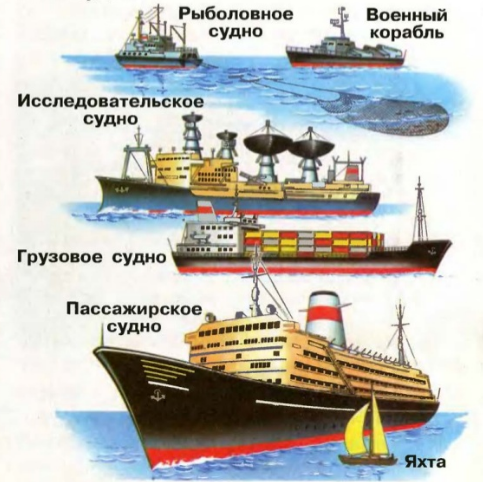 Рыболовное
судно
Военный
корабль
Исследовательское
судно
Грузовое судно
Пассажирское
судно
Яхта